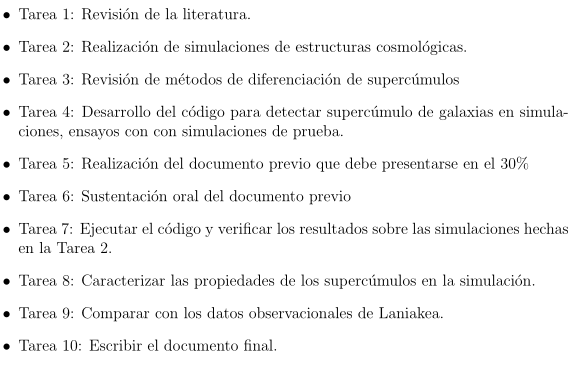 • Tarea 1: Revisión de la literatura.
• Tarea 2: Realización de simulaciones de estructuras cosmológicas.
• Tarea 3: Revisión de métodos de diferenciación de supercúmulos
• Tarea 4: Desarrollo del código para detectar supercúmulo de galaxias en simula-
ciones, ensayos con con simulaciones de prueba.
• Tarea 5: Realización del documento previo que debe presentarse en el 30%
• Tarea 6: Sustentación oral del documento previo
• Tarea 7: Ejecutar el código y verificar los resultados sobre las simulaciones hechas
en la Tarea 2.
• Tarea 8: Caracterizar las propiedades de los supercúmulos en la simulación.
• Tarea 9: Comparar con los datos observacionales de Laniakea.
• Tarea 10: Escribir el documento final.